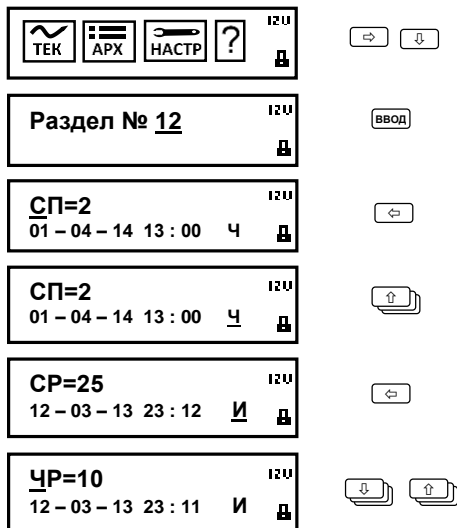 ТЕК АРХ НАСТР ? 12U
Раздел № 12 12U
ВВОД
СП=2 12U
01 – 04 – 14 13 : 00 Ч
СП=2 12U
01 – 04 – 14 13 : 00 Ч
СР=25 12U
12 – 03 – 13 23 : 12 И
ЧР=10 12U
12 – 03 – 13 23 : 11 И